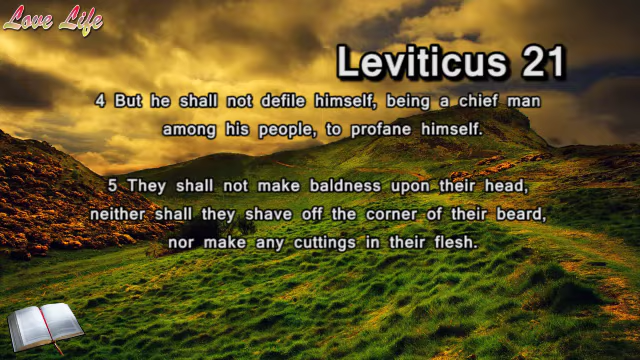 Love Life
Leviticus 21
4 But he shall not defile himself, being a chief man
among his people, to profane himself.
5 They shall not make baldness upon their head,
neither shall they shave off the corner of their beard,
nor make any cuttings in their flesh.